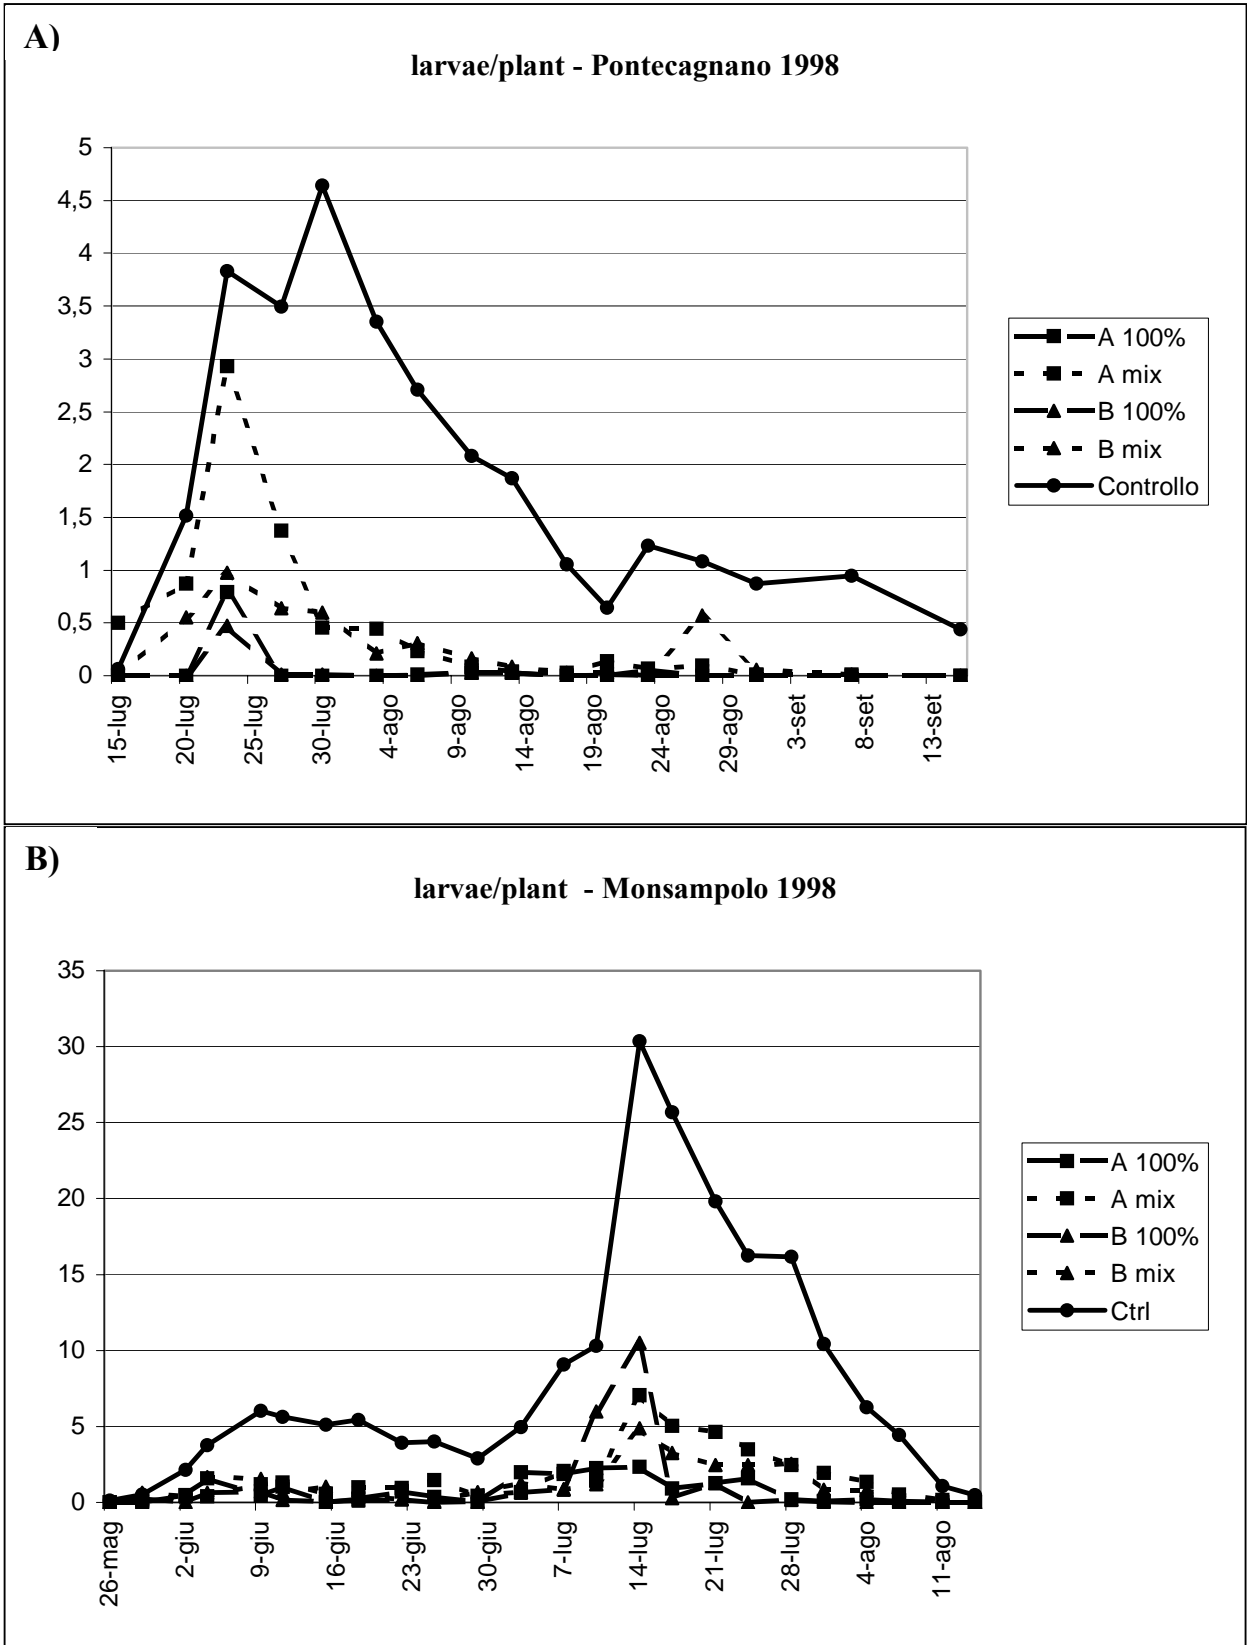 A)
larvae/plant - Pontecagnano 1998
5
4,5
4
3,5
3
2,5
2
1,5
1
0,5
0
15-lug
20-lug
25-lug
30-lug
4-ago
9-ago
14-ago
19-ago
24-ago
29-ago
3-set
8-set
13-set
A 100%
A mix
B 100%
B mix
Controllo
B)
larvae/plant - Monsampolo 1998
35
30
25
20
15
10
5
0
26-mag
2-giu
9-giu
16-giu
23-giu
30-giu
7-lug
14-lug
21-lug
28-lug
4-ago
11-ago
A 100%
A mix
B 100%
B mix
Ctrl